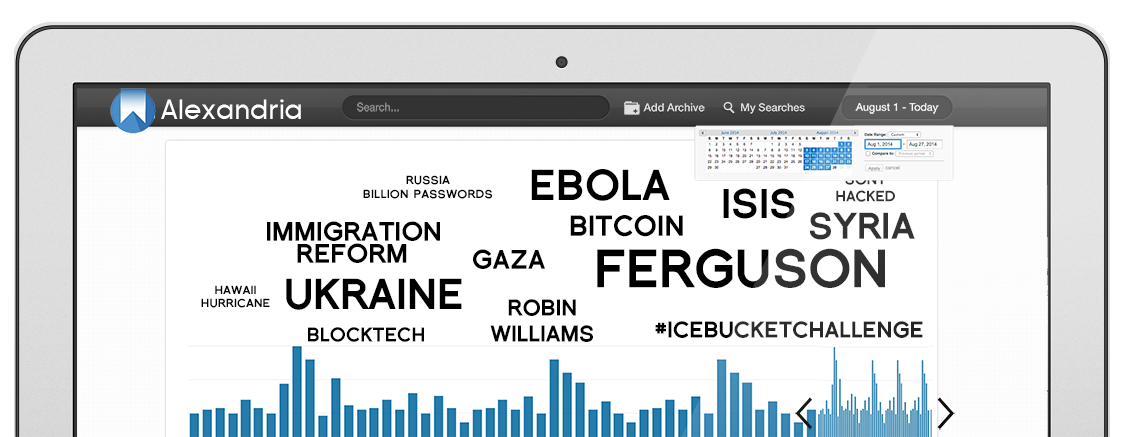 Alexandria
Search...
Add Archive
My Searches
August 1 - Today
June 2014
July 2014
August 2014
Date Range:
Custom
Aug 1, 2014 - Aug 27, 2014
Compare to:
Previous period
Apply cancel
RUSSIA
BILLION PASSWORDS
EBOLA
ISIS
HACKED
IMMIGRATION
REFORM
BITCOIN
SYRIA
GAZA
FERGUSON
HAWAII
HURRICANE
UKRAINE
ROBIN
WILLIAMS
BLOCKTECH
#ICEBUCKETCHALLENGE